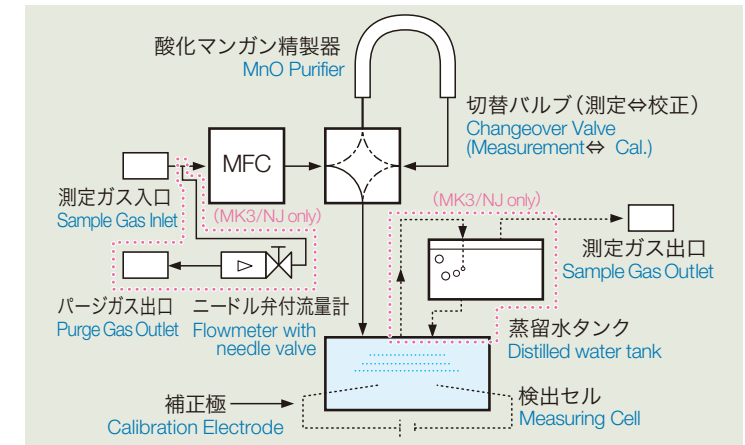 酸化マンガン精製器
MnO Purifier
切替バルブ(測定⇔校正)
Changeover Valve
(Measurement⇔ Cal.)
MFC
測定ガス入口
Sample Gas Inlet
(MK3/NJ only)
(MK3/NJ only)
測定ガス出口
Sample Gas Outlet
パージガス出口
Purge Gas Outlet
ニードル弁付流量計
Flowmeter with
needle valve
蒸留水タンク
Distilled water tank
補正極
Calibration Electrode
検出セル
Measuring Cell